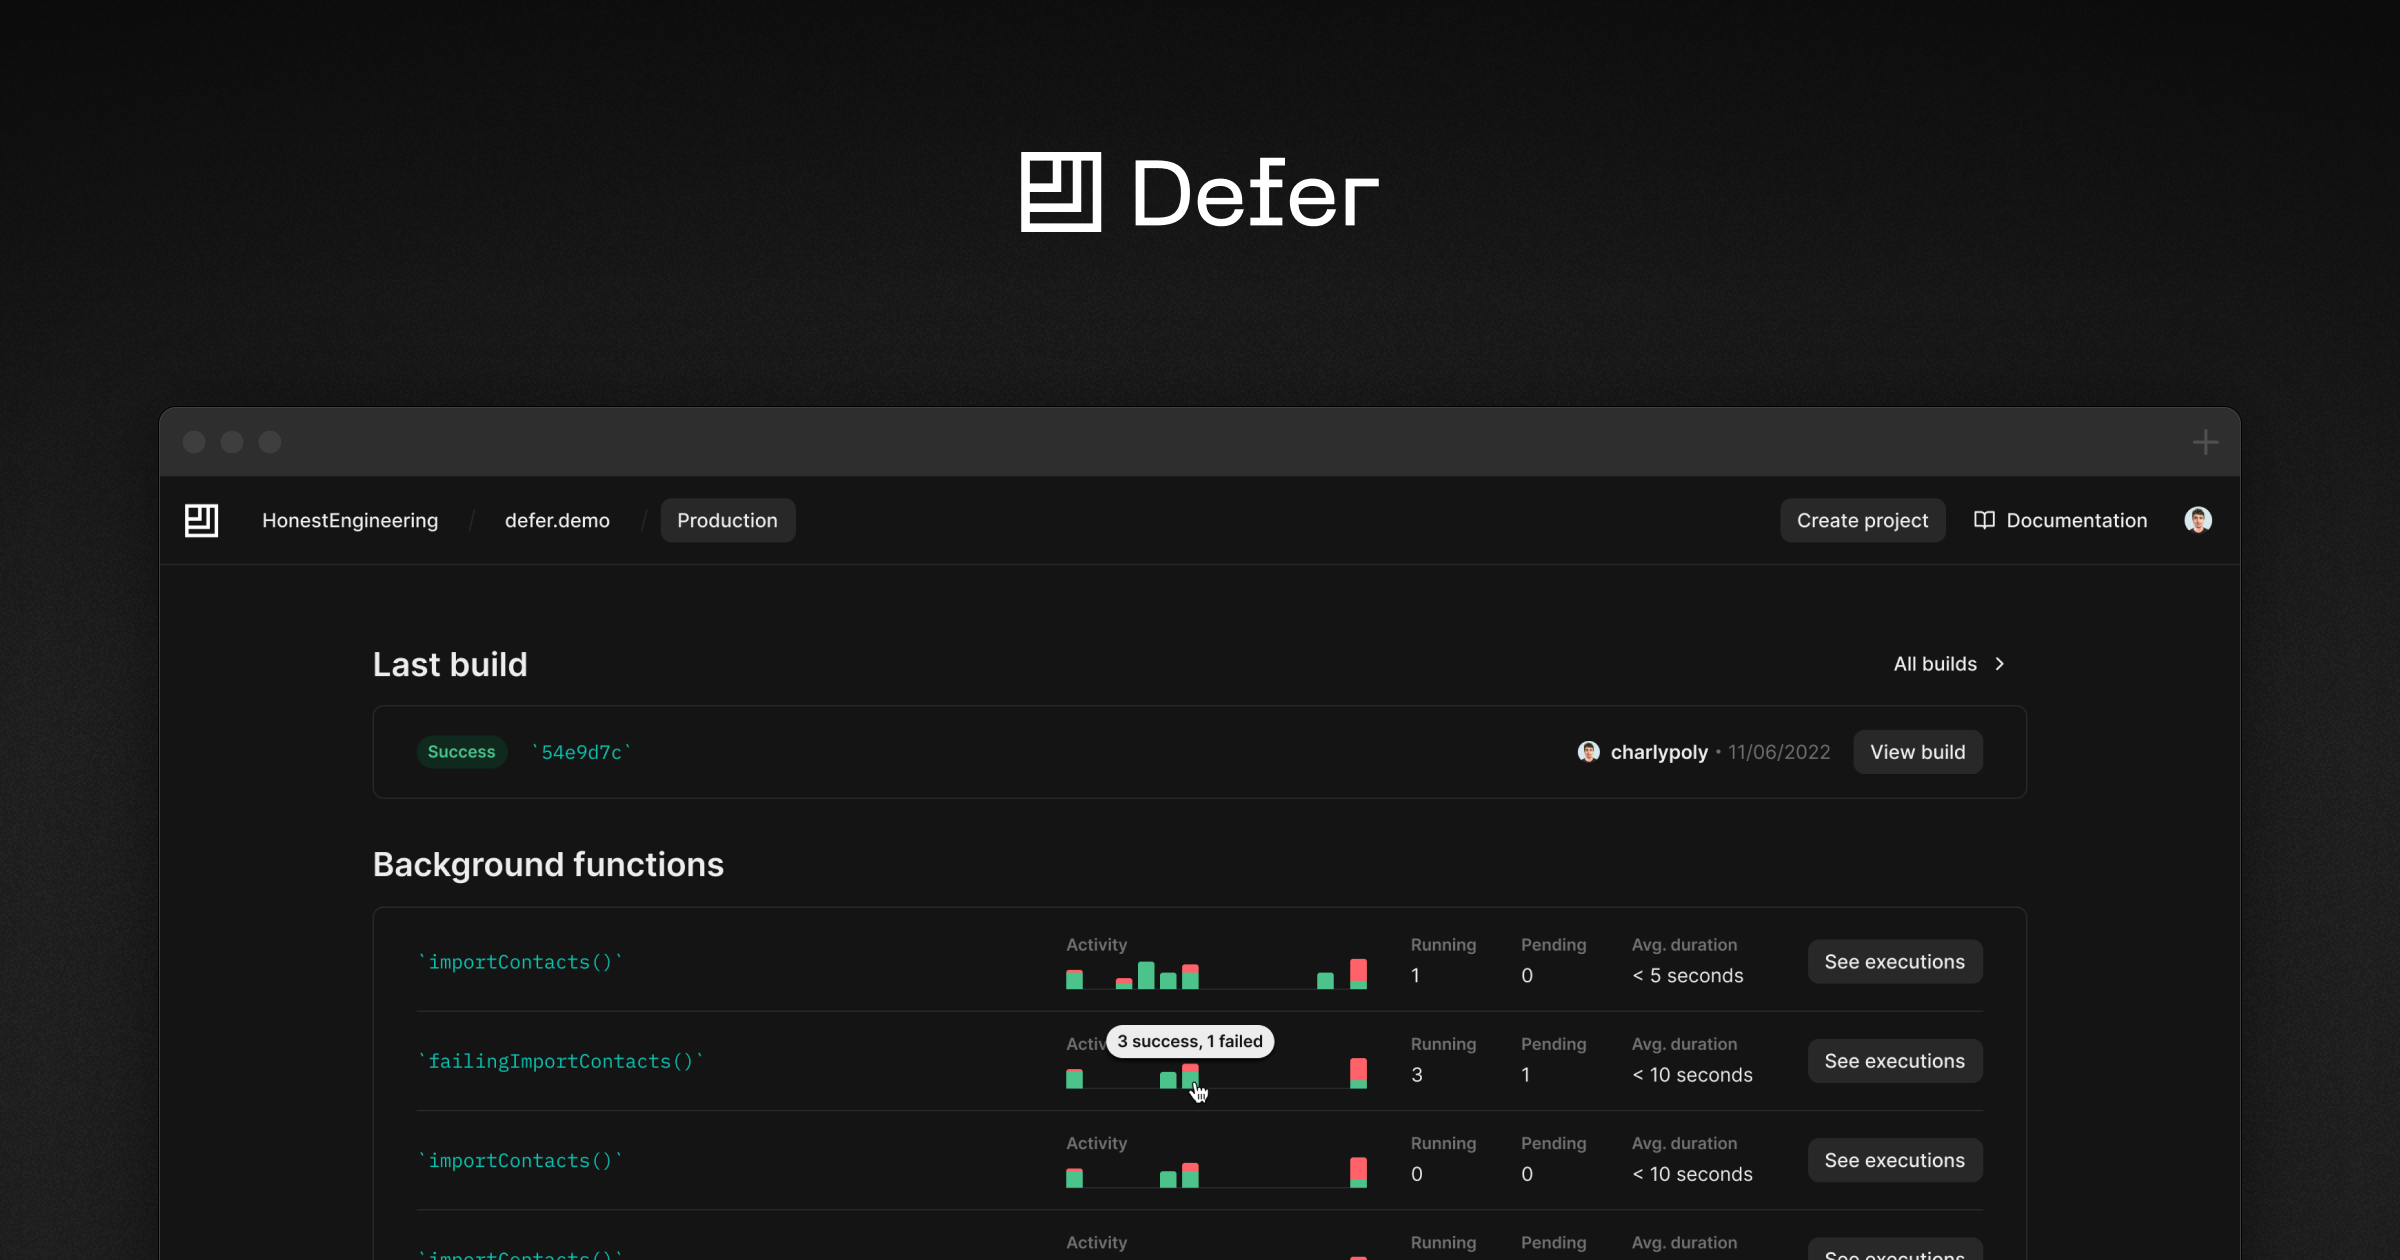 Defer
HonestEngineering / defer.demo / Production Create project Documentation
Last build All builds
Success `54e9d7c` charlypoly • 11/06/2022 View build
Background functions
Activity Running Pending Avg. duration
`importContacts()` 1 0 < 5 seconds See executions
3 success, 1 failed
Activ Running Pending Avg. duration
`failingImportContacts()` 3 1 < 10 seconds See executions
Activity Running Pending Avg. duration
`importContacts()` 0 0 < 10 seconds See executions
Activity Running Pending Avg. duration
`importContacts()` See executions